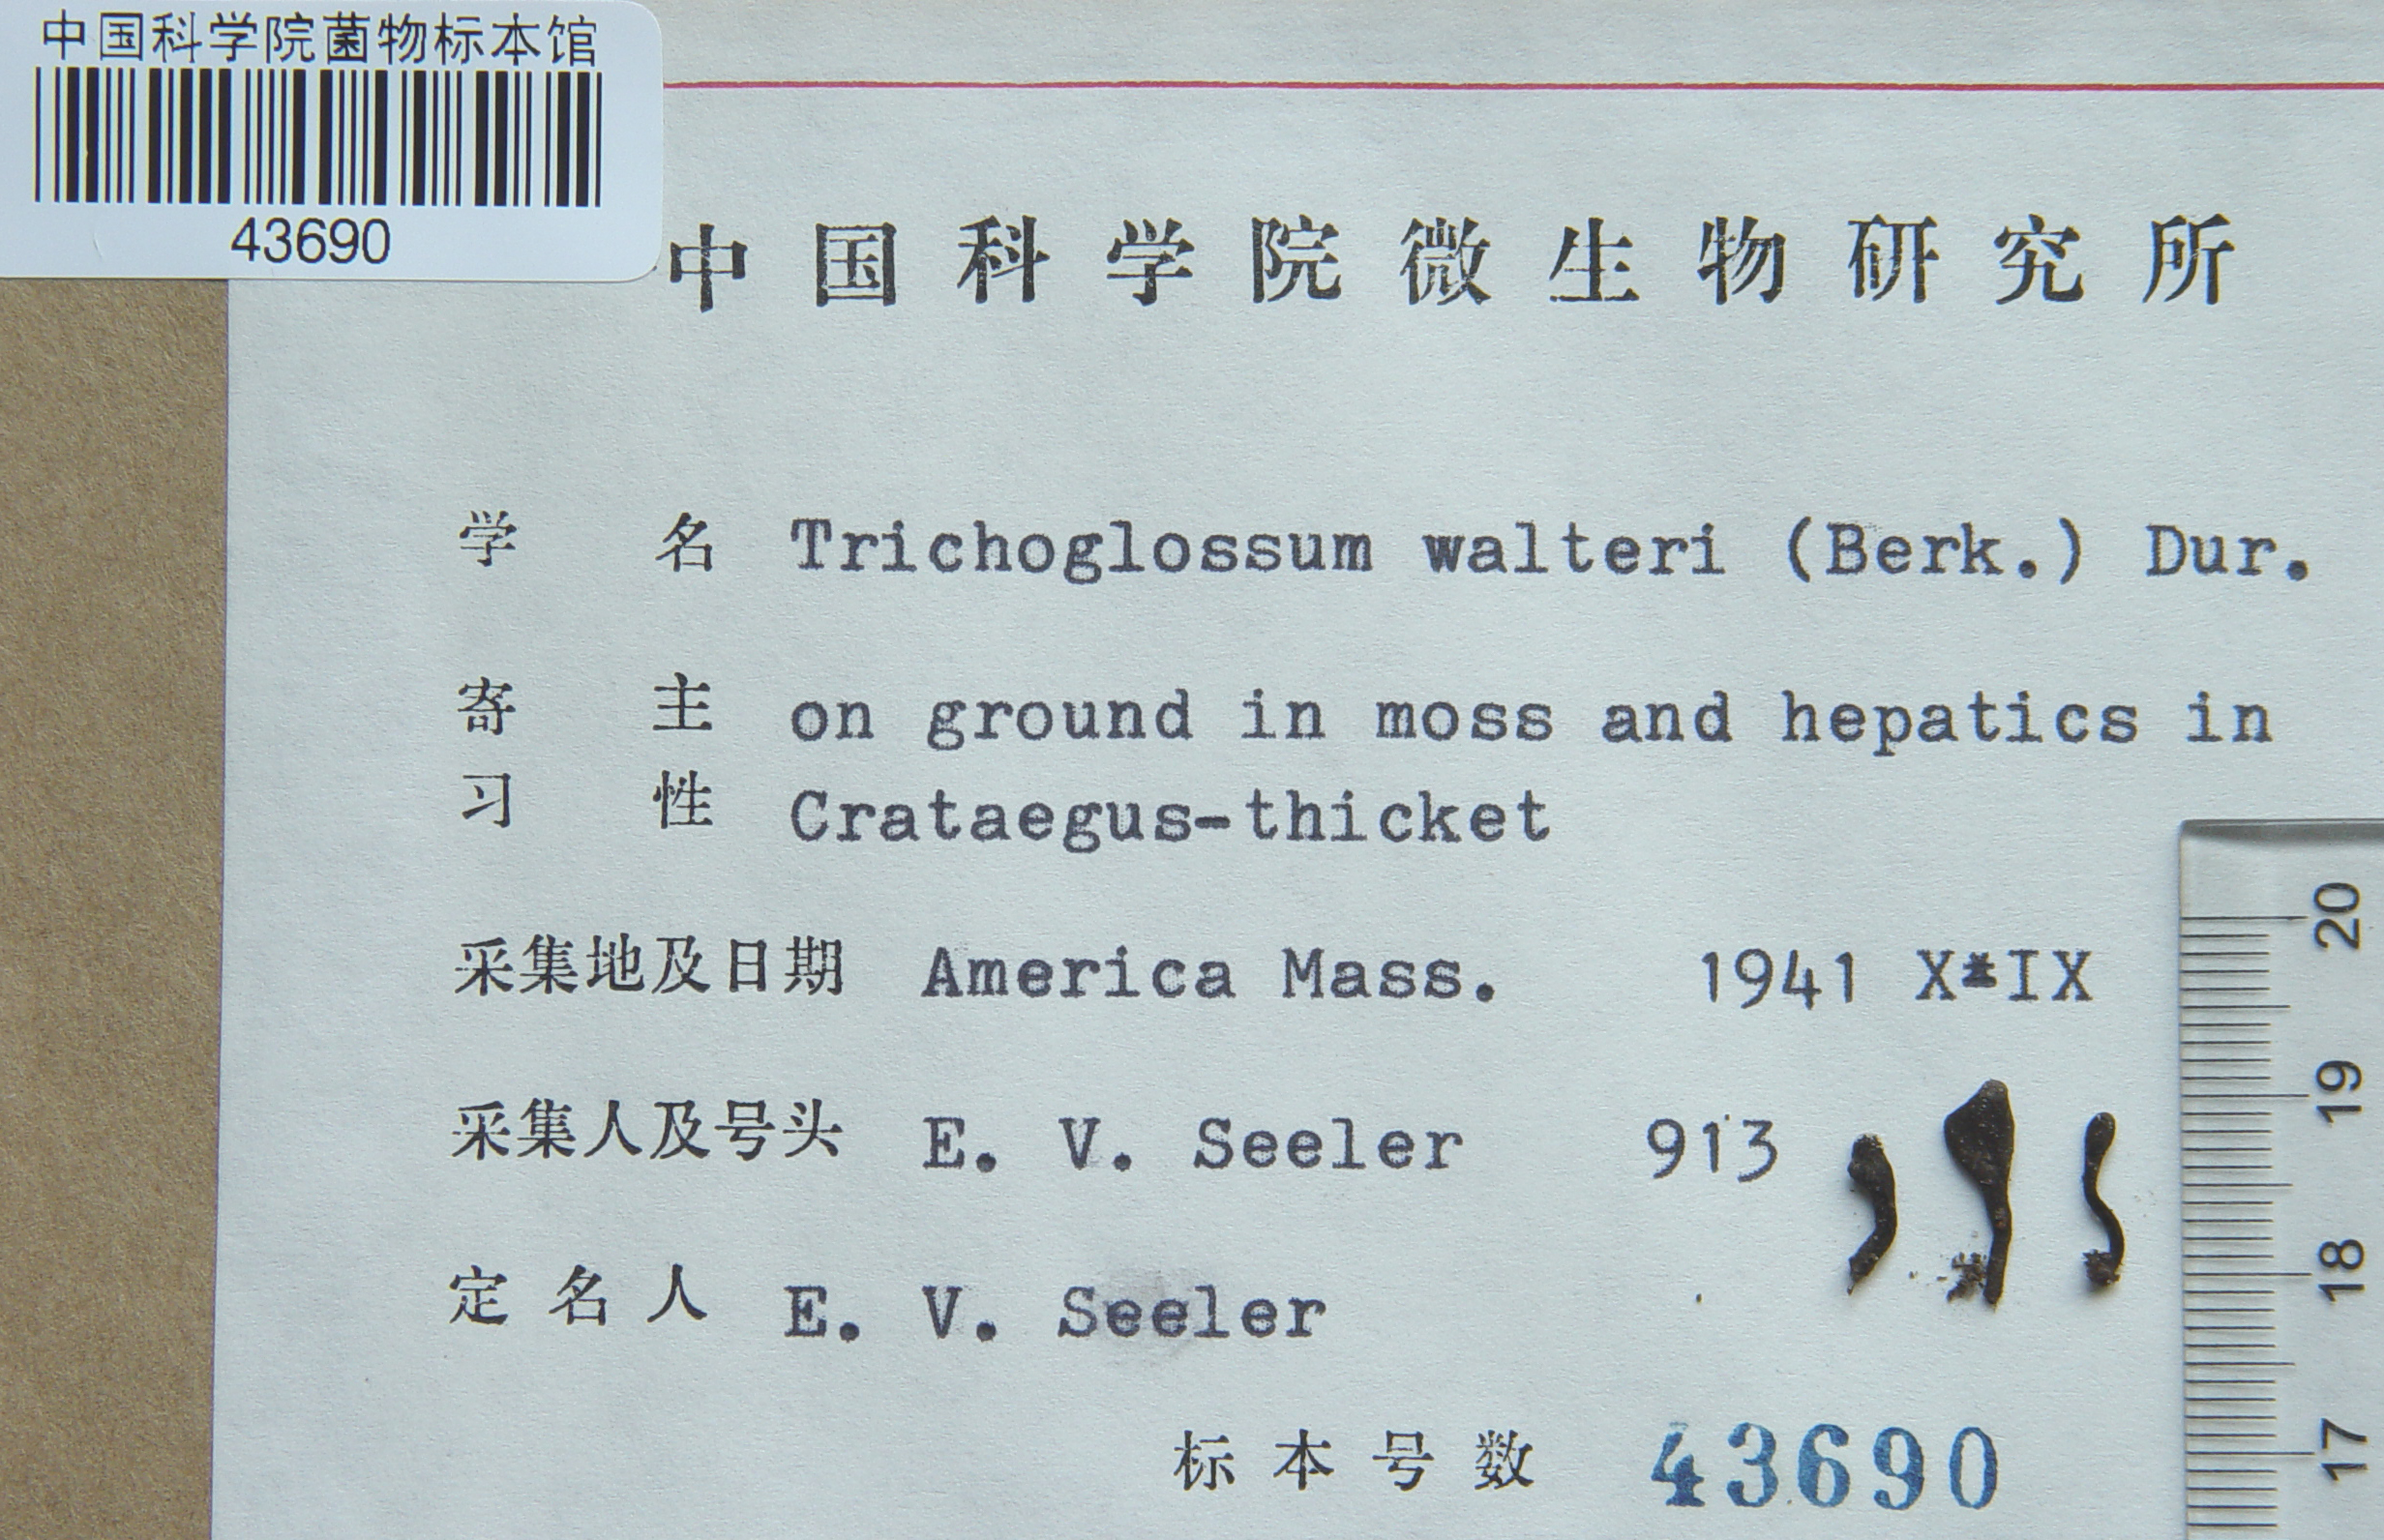 中国科学院菌物标本馆
43690
中国科学院微生物研究所
学名 Trichoglossum walteri (Berk.) Dur.
寄主 on ground in moss and hepatics in
习性 Crataegus-thicket
采集地及日期 America Mass. 1941 X*IX
采集人及号头 E. V. Seeler 913
定名人 E. V. Seeler
标本号数 43690
20
19
18
17